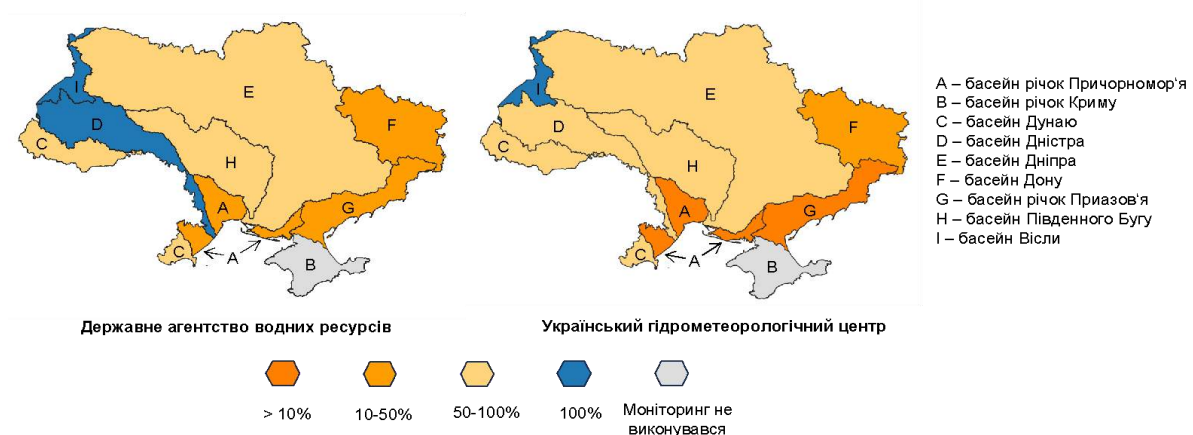 I
E
D
C
H
F
A
G
C
A
B
I
E
D
C
H
F
A
G
C
A
B
A – басейн річок Причорномор‘я
B – басейн річок Криму
C – басейн Дунаю
D – басейн Дністра
E – басейн Дніпра
F – басейн Дону
G – басейн річок Приазов‘я
H – басейн Південного Бугу
I – басейн Вісли
Державне агентство водних ресурсів
Український гідрометеорологічний центр
> 10%
10-50%
50-100%
100%
Моніторинг не
виконувався